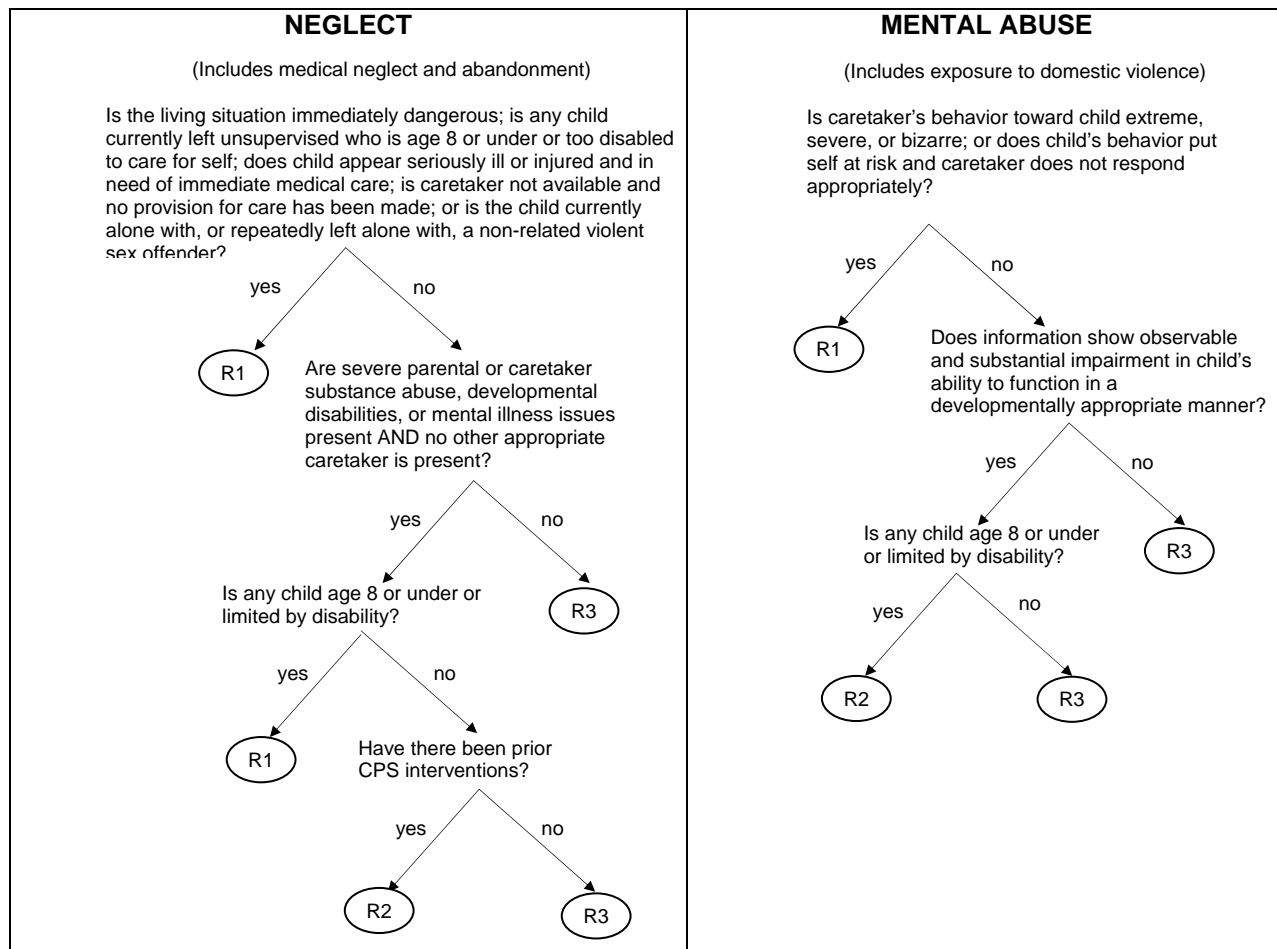 NEGLECT
(Includes medical neglect and abandonment)
Is the living situation immediately dangerous; is any child
currently left unsupervised who is age 8 or under or too disabled
to care for self; does child appear seriously ill or injured and in
need of immediate medical care; is caretaker not available and
no provision for care has been made; or is the child currently
alone with, or repeatedly left alone with, a non-related violent
sex offender?
yes
no
R1
Are severe parental or caretaker
substance abuse, developmental
disabilities, or mental illness issues
present AND no other appropriate
caretaker is present?
yes
no
Is any child age 8 or under or
limited by disability?
R3
yes
no
R1
Have there been prior
CPS interventions?
yes
no
R2
R3
MENTAL ABUSE
(Includes exposure to domestic violence)
Is caretaker's behavior toward child extreme,
severe, or bizarre; or does child's behavior put
self at risk and caretaker does not respond
appropriately?
yes
no
R1
Does information show observable
and substantial impairment in child's
ability to function in a
developmentally appropriate manner?
yes
no
Is any child age 8 or under
or limited by disability?
R3
yes
no
R2
R3